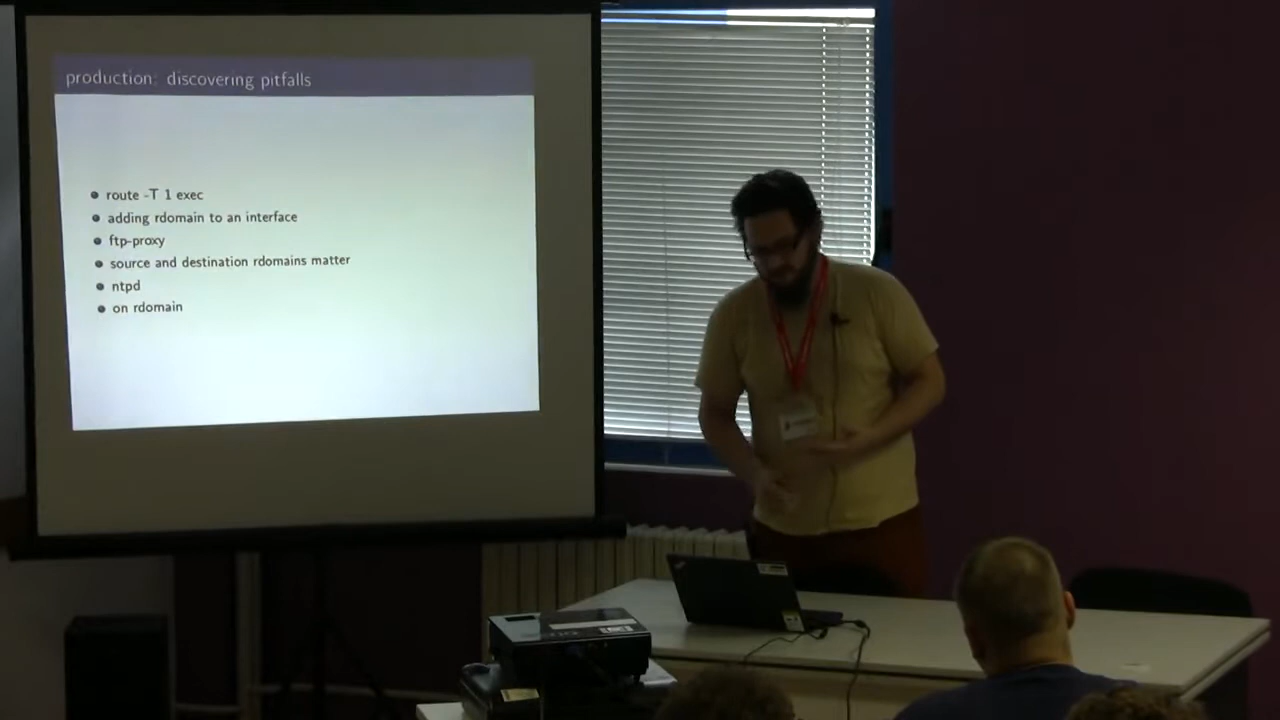 production: discovering pitfalls
route -T 1 exec
adding rdomain to an interface
ftp-proxy
source and destination rdomains matter
ntpd
on rdomain